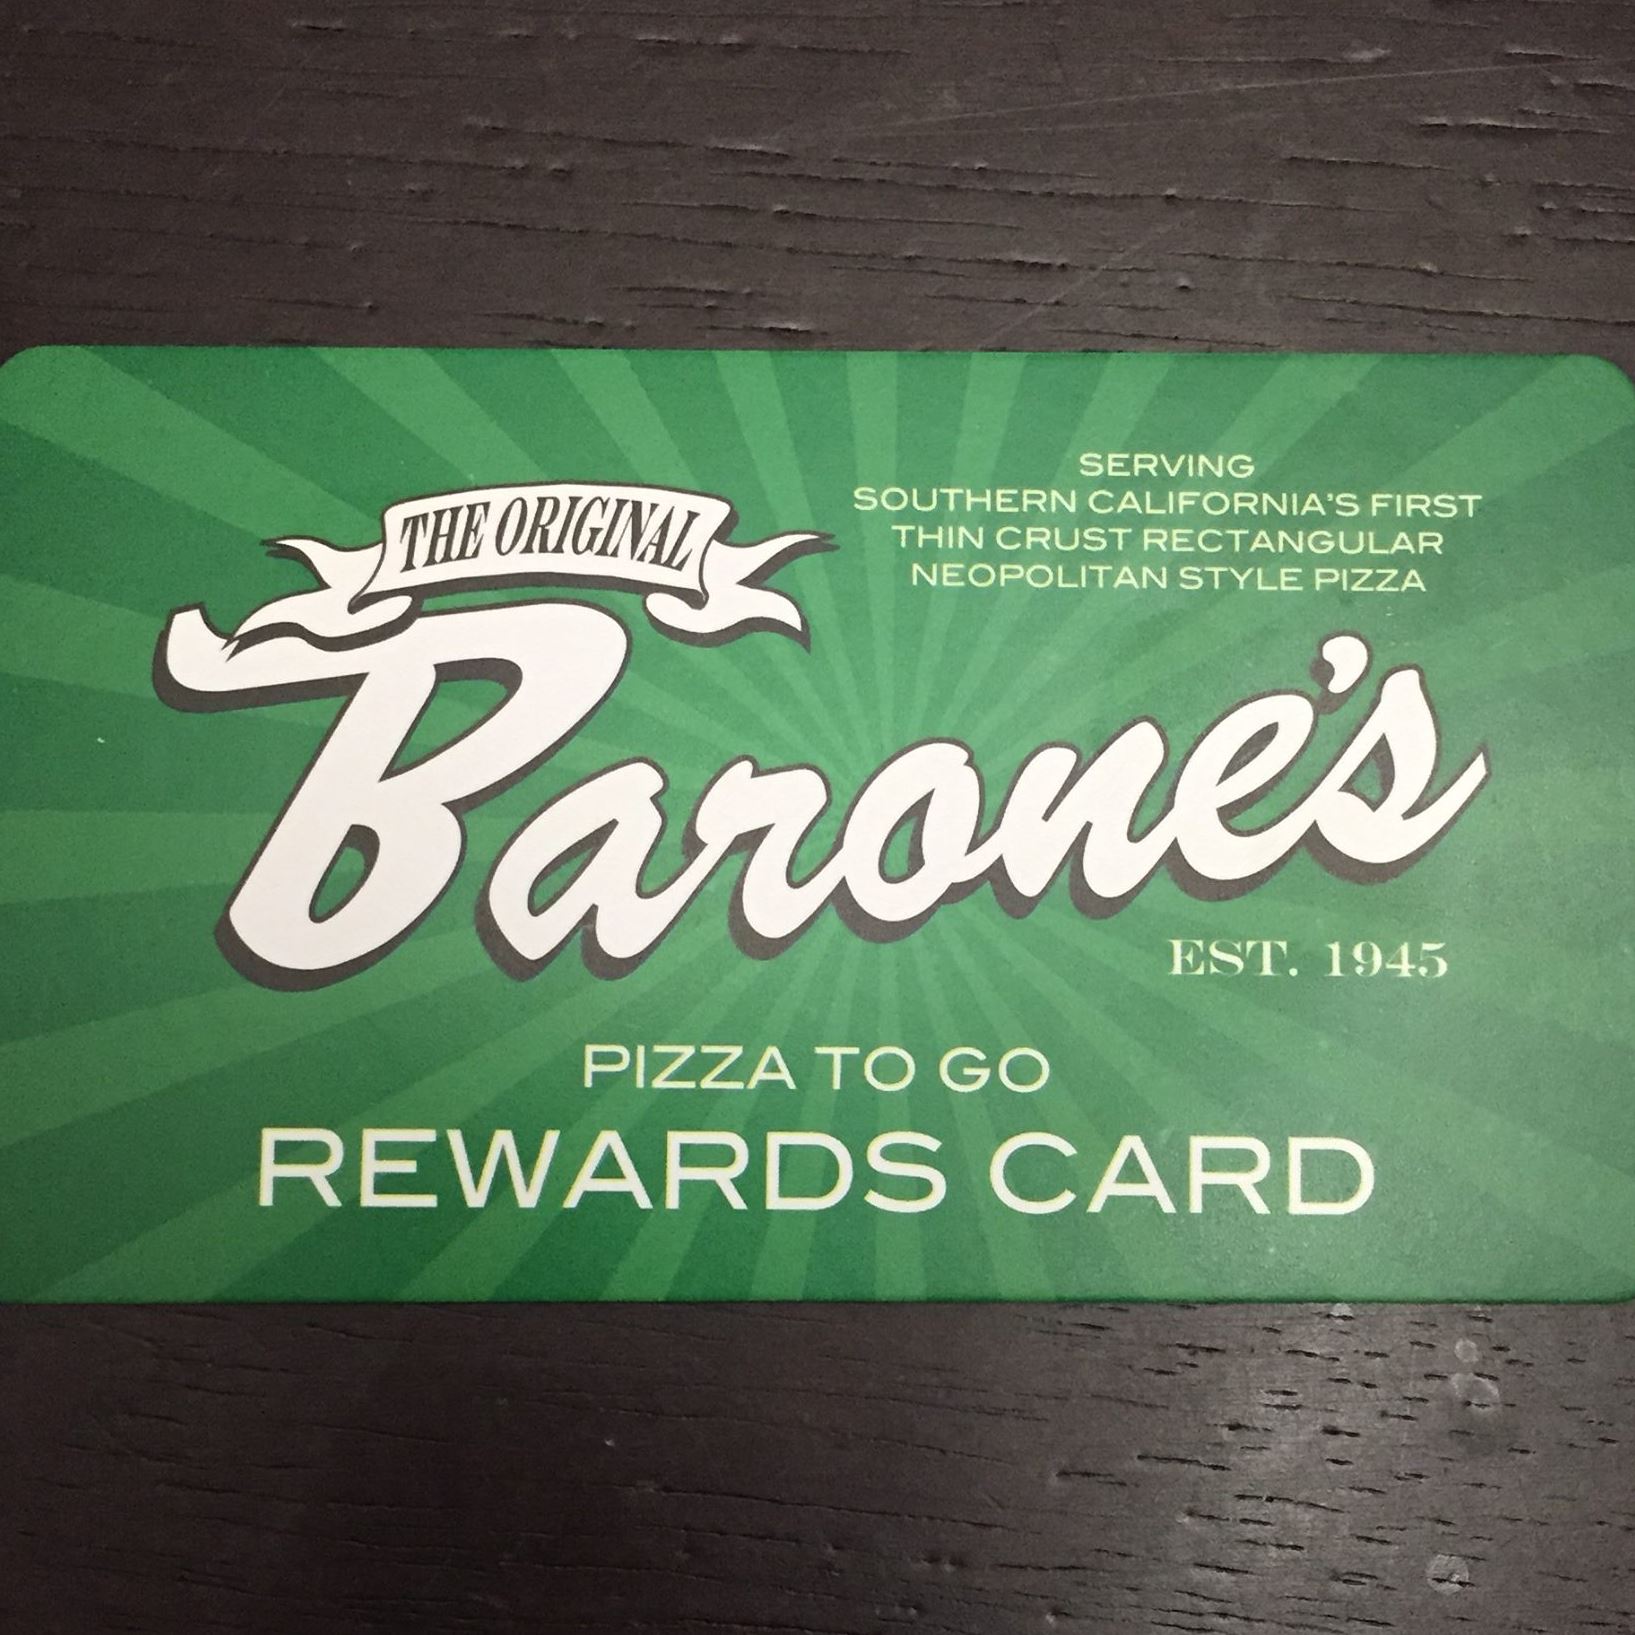 SERVING
SOUTHERN CALIFORNIA'S FIRST
THIN CRUST RECTANGULAR
NEOPOLITAN STYLE PIZZA
THE ORIGINAL
Barone's
EST. 1945
PIZZA TO GO
REWARDS CARD